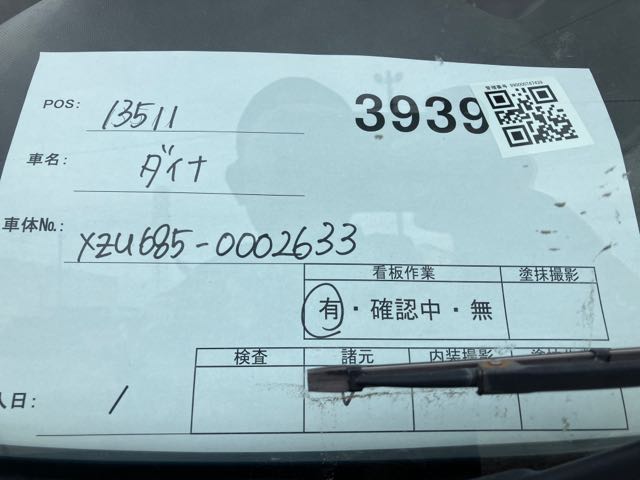 POS: 13511
3939
車名: ダイナ
車体No.: XZU685-0002633
看板作業 塗抹撮影
有・確認中・無
検査 諸元 内装撮影
入日: /